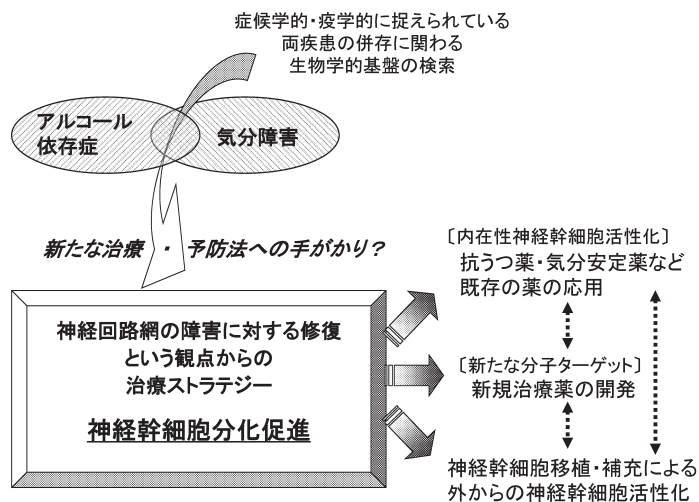 症候学的・疫学的に捉えられている
両疾患の併存に関わる
生物学的基盤の検索
アルコール
依存症
気分障害
新たな治療・予防法への手がかり？
神経回路網の障害に対する修復
という観点からの
治療ストラテジー
神経幹細胞分化促進
〔内在性神経幹細胞活性化〕
抗うつ薬・気分安定薬など
既存の薬の応用
〔新たな分子ターゲット〕
新規治療薬の開発
神経幹細胞移植・補充による
外からの神経幹細胞活性化